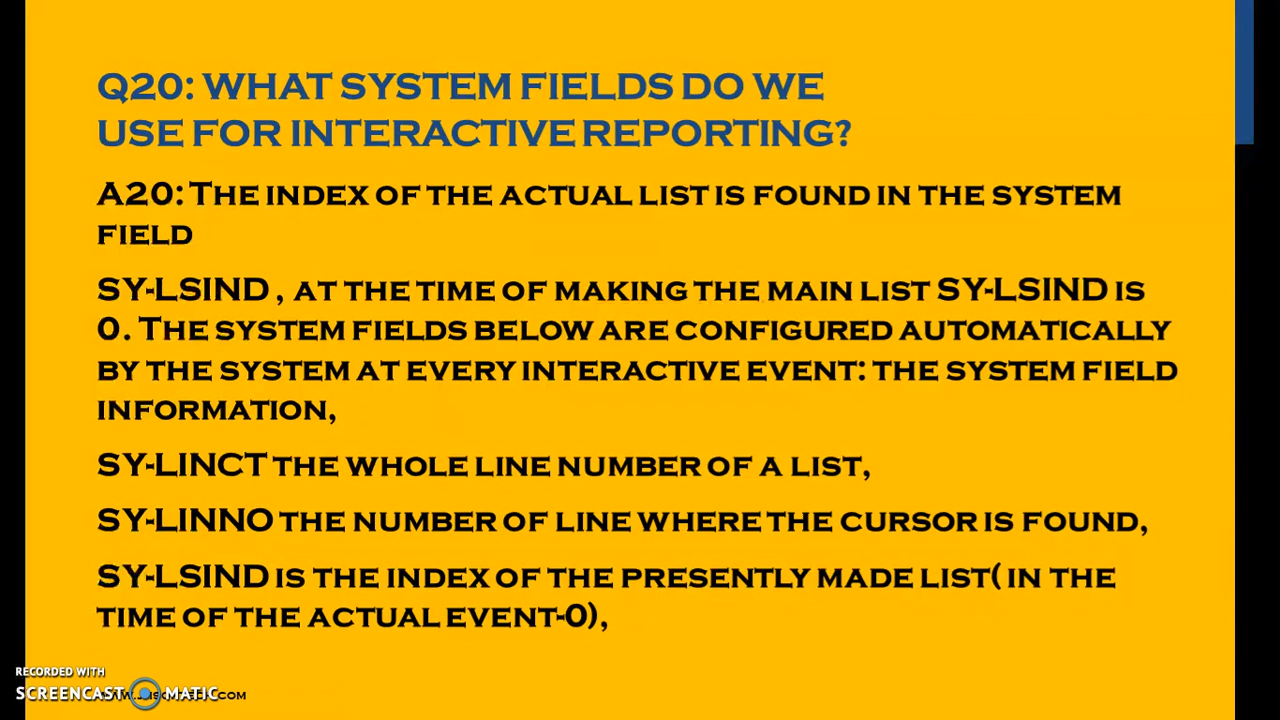 Q20: WHAT SYSTEM FIELDS DO WE
USE FOR INTERACTIVE REPORTING?
A20: THE INDEX OF THE ACTUAL LIST IS FOUND IN THE SYSTEM
FIELD
SY-LSIND , AT THE TIME OF MAKING THE MAIN LIST SY-LSIND IS
0. THE SYSTEM FIELDS BELOW ARE CONFIGURED AUTOMATICALLY
BY THE SYSTEM AT EVERY INTERACTIVE EVENT: THE SYSTEM FIELD
INFORMATION,
SY-LINCT THE WHOLE LINE NUMBER OF A LIST,
SY-LINNO THE NUMBER OF LINE WHERE THE CURSOR IS FOUND,
SY-LSIND IS THE INDEX OF THE PRESENTLY MADE LIST( IN THE
TIME OF THE ACTUAL EVENT-0),
RECORDED WITH
SCREENCAST MATIC